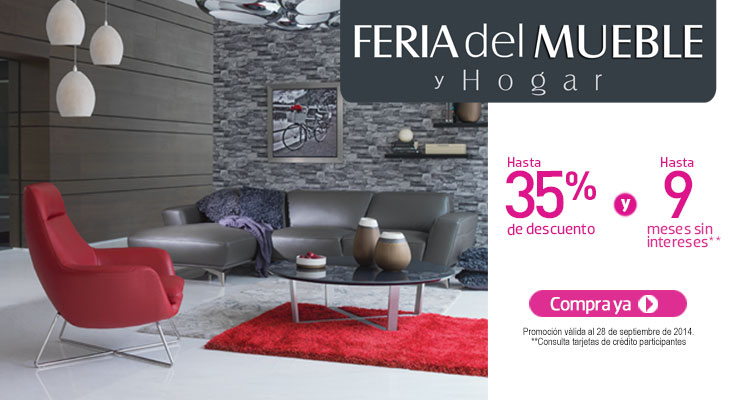 FERIA del MUEBLE
y Hogar
Hasta
35%
de descuento
y
Hasta
9
meses sin
intereses**
Compra ya
Promoción válida al 28 de septiembre de 2014.
**Consulta tarjetas de crédito participantes